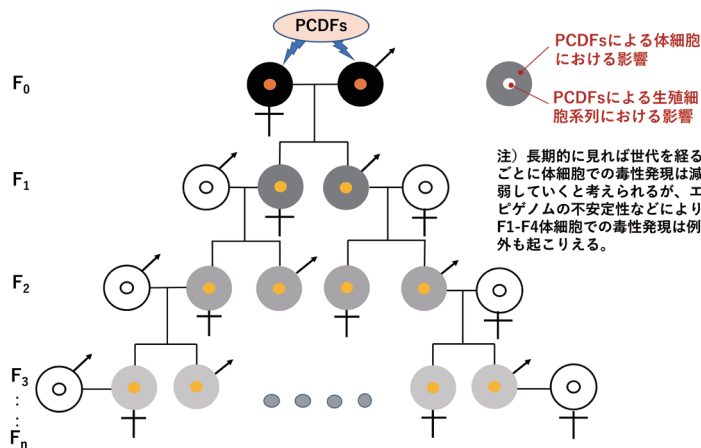 PCDFs
F0
F1
F2
F3
:
:
Fn
PCDFsによる体細胞
における影響
PCDFsによる生殖細
胞系列における影響
注）長期的に見れば世代を経る
ごとに体細胞での毒性発現は減
弱していくと考えられるが、エ
ピゲノムの不安定性などにより
F1-F4体細胞での毒性発現は例
外も起こりえる。